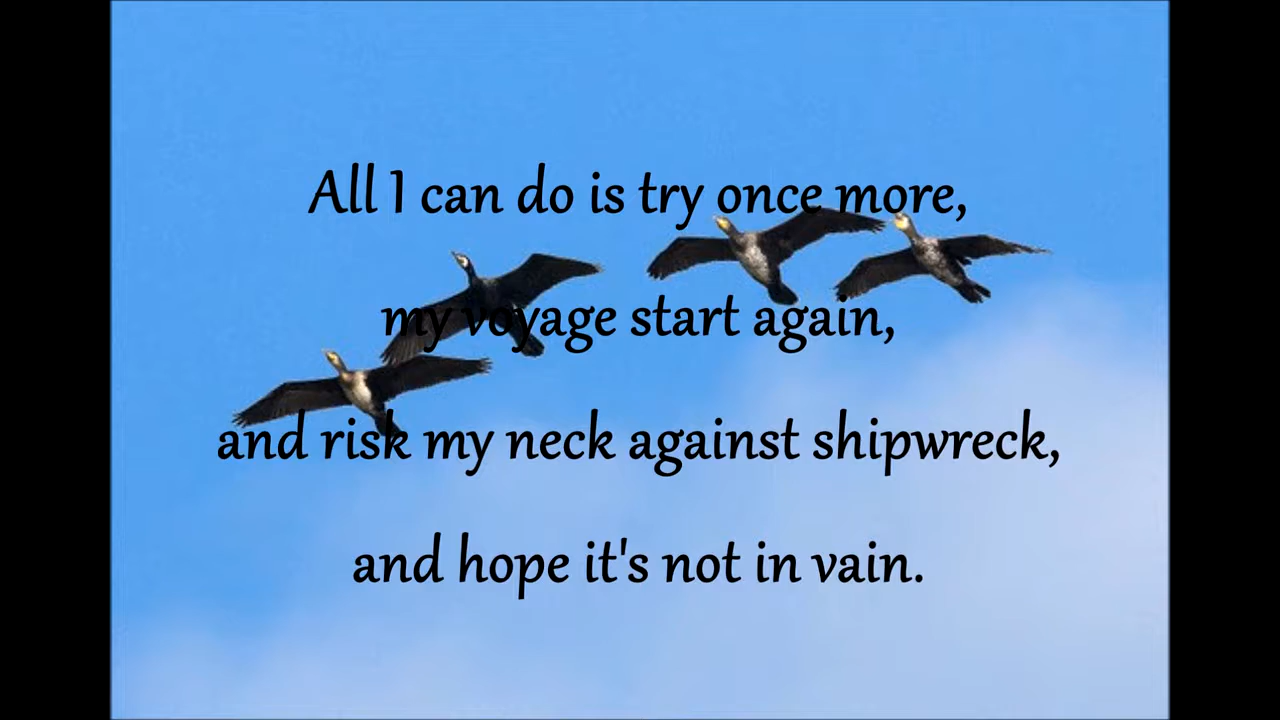 All I can do is try once more,
my voyage start again,
and risk my neck against shipwreck,
and hope it's not in vain.